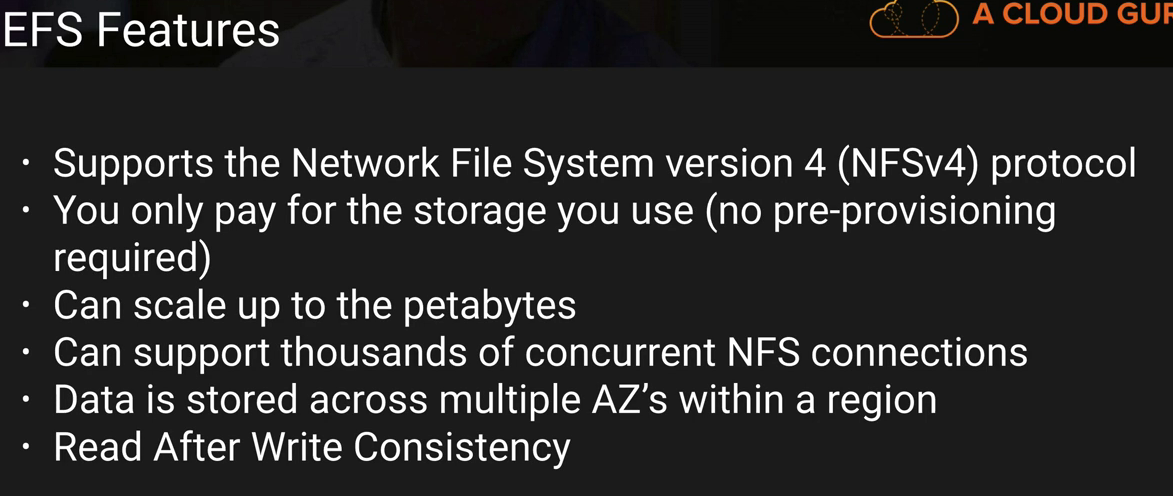 EFS Features
A CLOUD GUR
· Supports the Network File System version 4 (NFSv4) protocol
· You only pay for the storage you use (no pre-provisioning
required)
· Can scale up to the petabytes
· Can support thousands of concurrent NFS connections
· Data is stored across multiple AZ’s within a region
· Read After Write Consistency